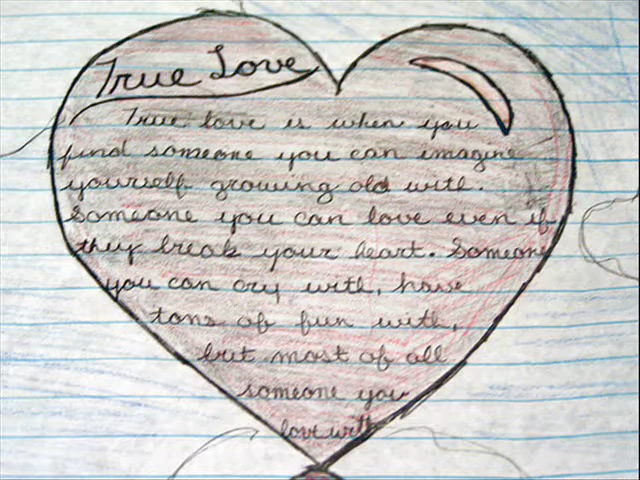 True Love
True love is when you
find someone you can imagine
yourself growing old with.
Someone you can love even if
they break your heart. Someone
you can cry with, have
tons of fun with,
but most of all
someone you
love with